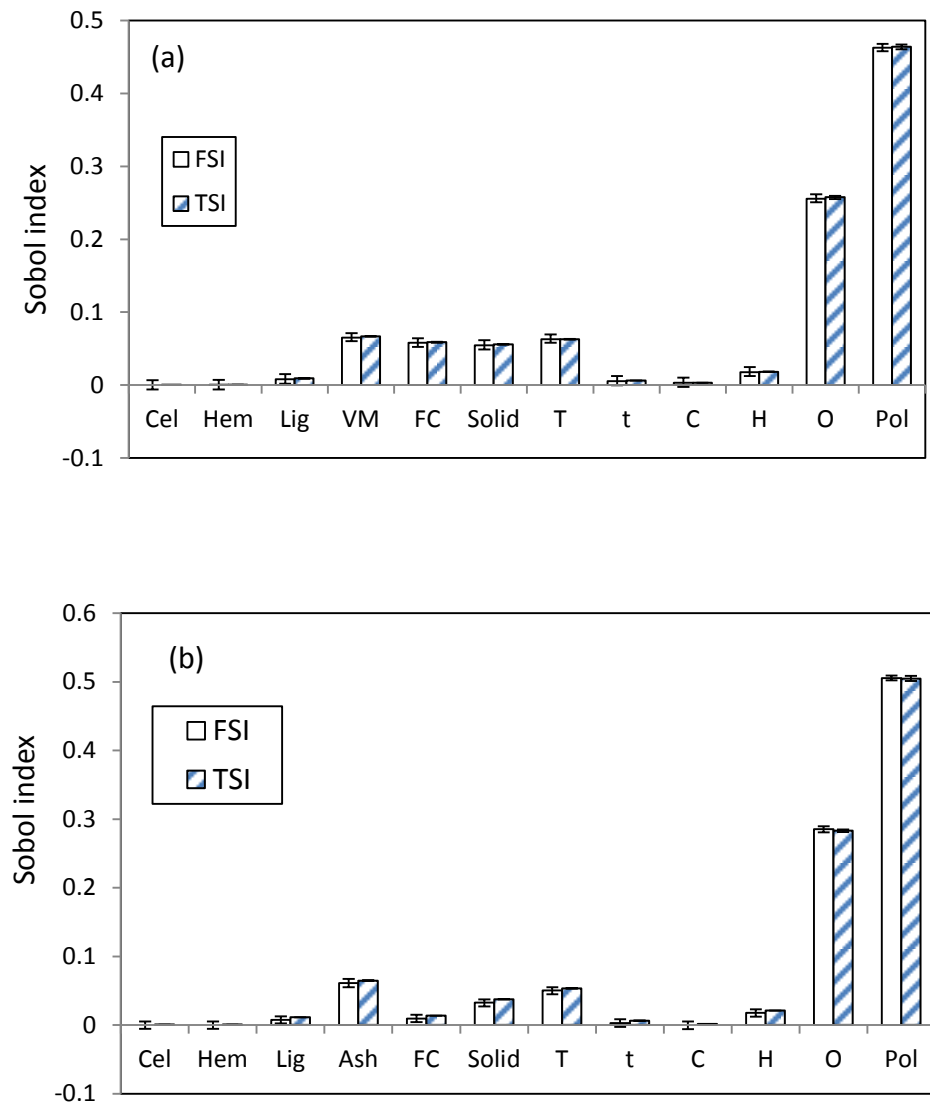 0.5
(a)
0.4
FSI
0.3
TSI
0.2
0.1
0
Cel Hem Lig VM FC Solid T t C H O Pol
-0.1
Sobol index
0.6
(b)
0.5
FSI
0.4
TSI
0.3
0.2
0.1
0
Cel Hem Lig Ash FC Solid T t C H O Pol
-0.1
Sobol index